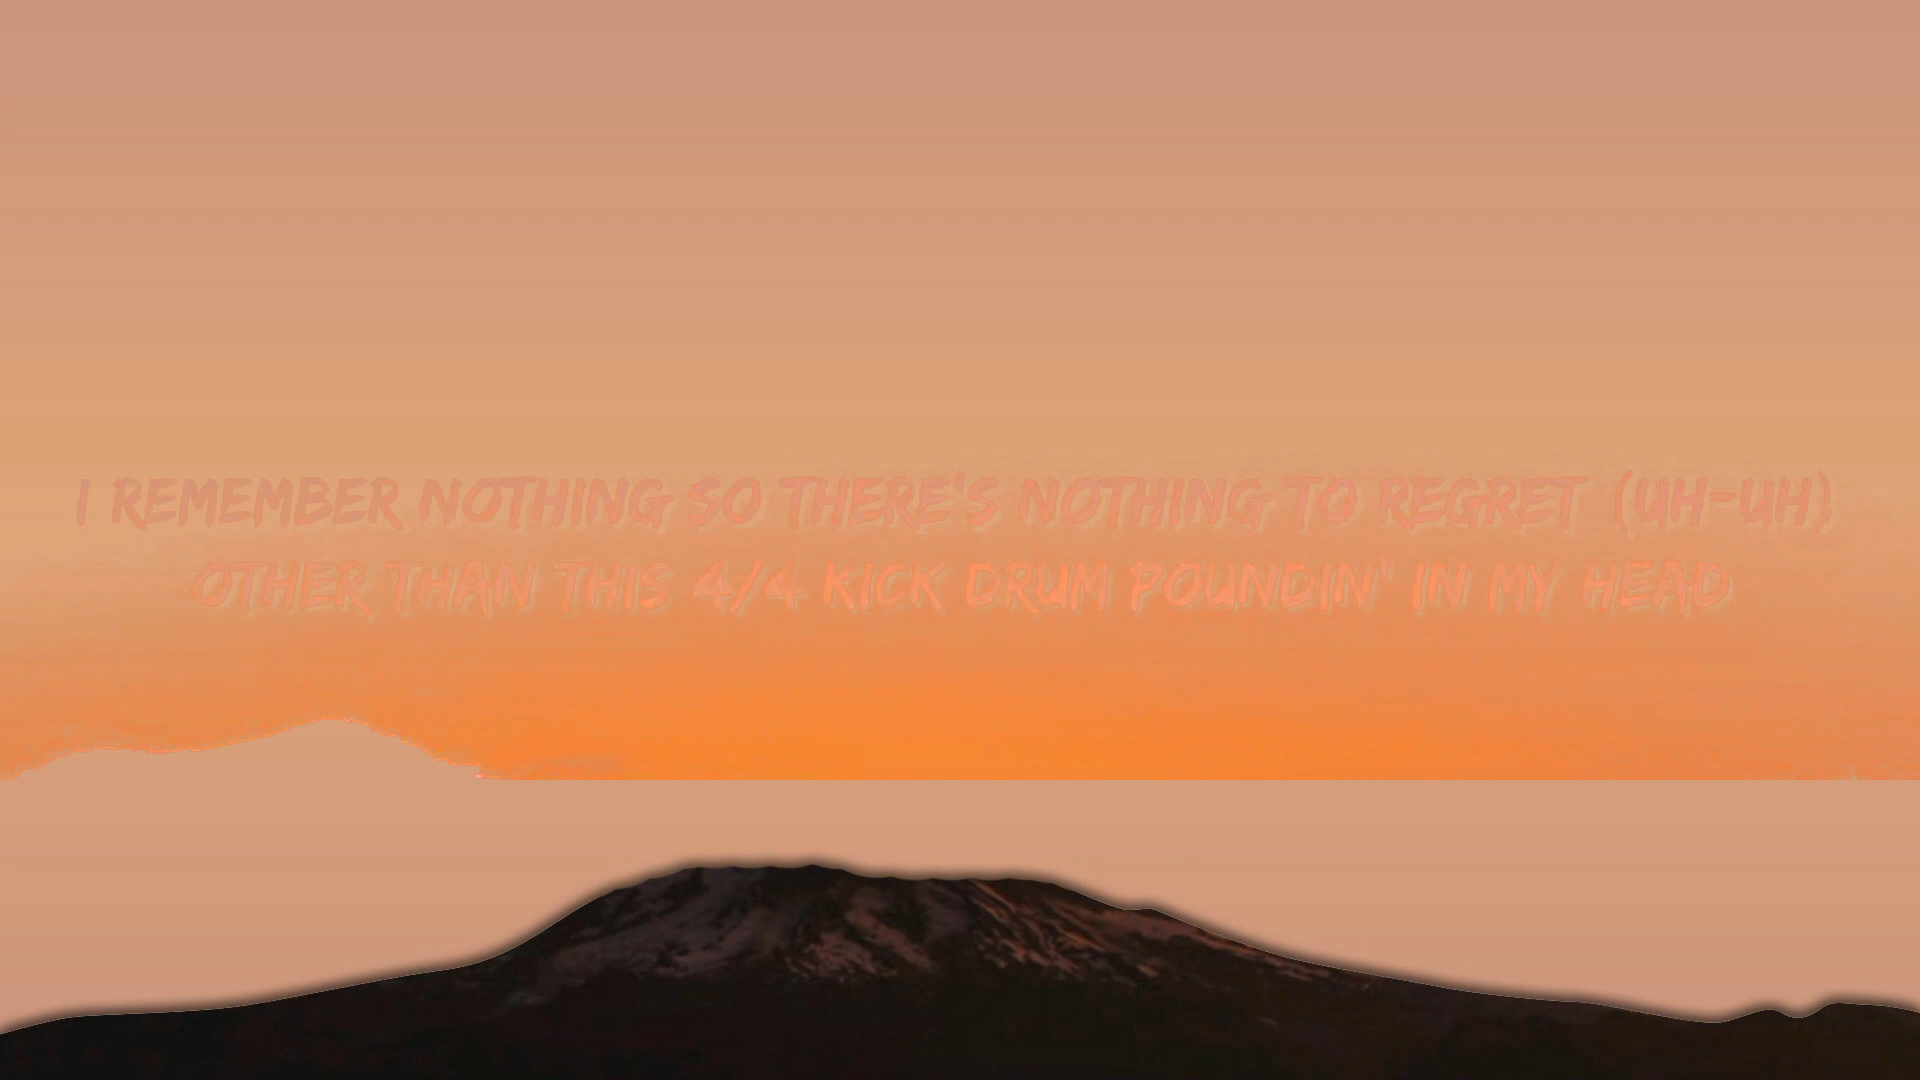 I REMEMBER NOTHING SO THERE'S NOTHING TO REGRET (UH-UH)
OTHER THAN THIS 4/4 KICK DRUM POUNDIN' IN MY HEAD